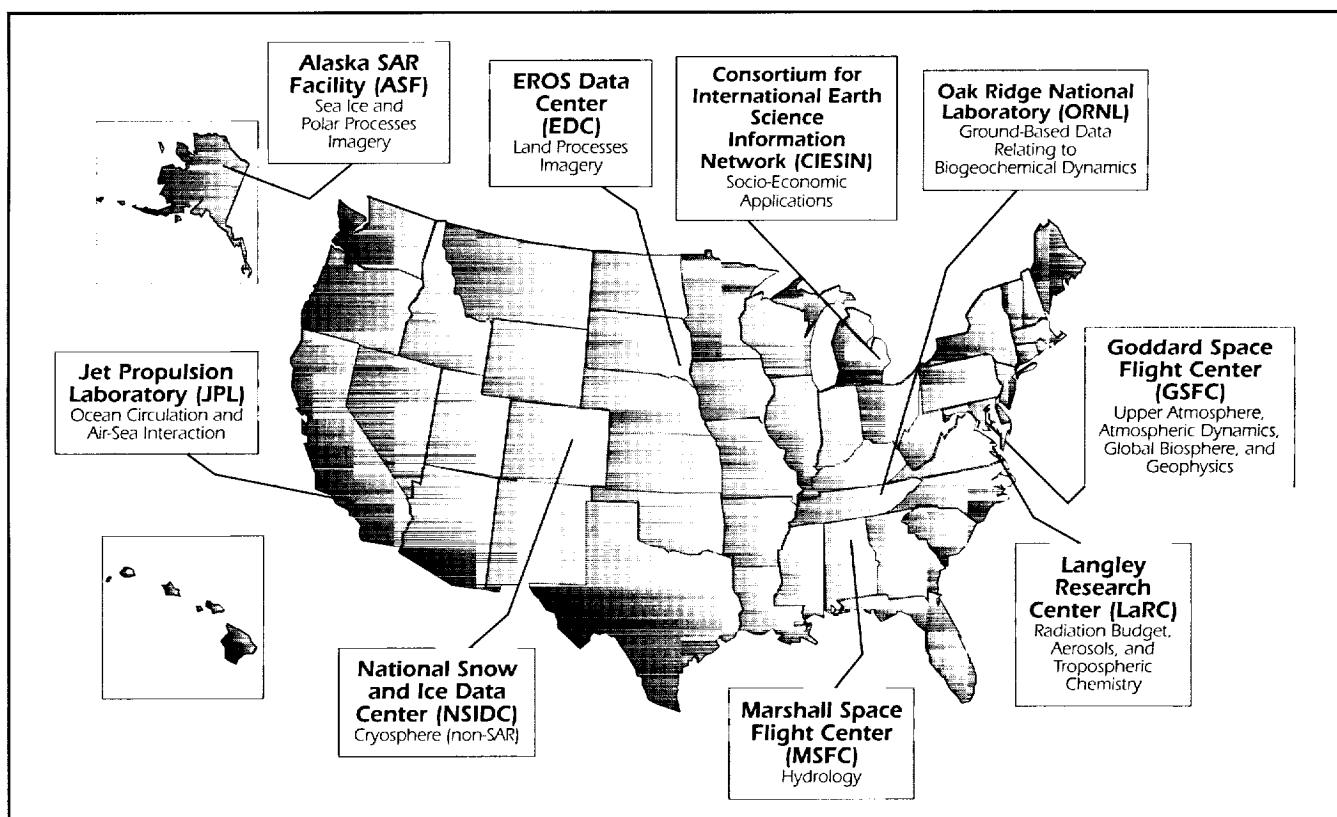 Alaska SAR
Facility (ASF)
Sea Ice and
Polar Processes
Imagery
EROS Data
Center
(EDC)
Land Processes
Imagery
Consortium for
International Earth
Science
Information
Network (CIESIN)
Socio-Economic
Applications
Oak Ridge National
Laboratory (ORNL)
Ground-Based Data
Relating to
Biogeochemical Dynamics
Jet Propulsion
Laboratory (JPL)
Ocean Circulation and
Air-Sea Interaction
Goddard Space
Flight Center
(GSFC)
Upper Atmosphere,
Atmospheric Dynamics,
Global Biosphere, and
Geophysics
National Snow
and Ice Data
Center (NSIDC)
Cryosphere (non-SAR)
Marshall Space
Flight Center
(MSFC)
Hydrology
Langley
Research
Center (LaRC)
Radiation Budget,
Aerosols, and
Tropospheric
Chemistry